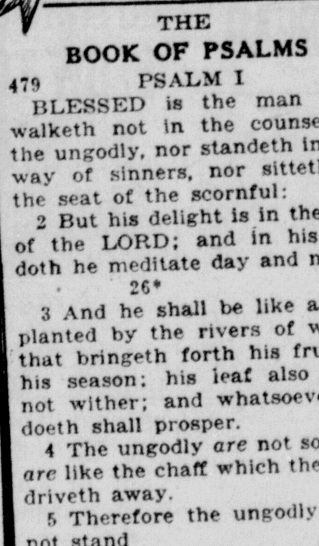 THE
BOOK OF PSALMS
479 PSALM I
BLESSED is the man
walketh not in the counse
the ungodly, nor standeth in
way of sinners, nor sittet
the seat of the scornful:
2 But his delight is in the
of the LORD; and in his
doth he meditate day and n
26*
3 And he shall be like a
planted by the rivers of w
that bringeth forth his fru
his season; his leaf also
not wither; and whatsoev
doeth shall prosper.
4 The ungodly are not so
are like the chaff which the
driveth away.
5 Therefore the ungodly
not stand